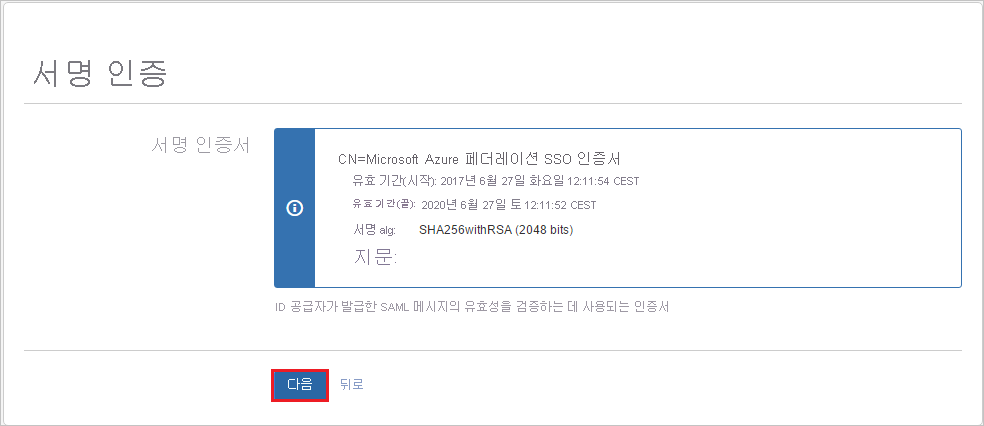 서명 인증
서명 인증서
CN=Microsoft Azure 페더레이션 SSO 인증서
유효 기간(시작): 2017년 6월 27일 화요일 12:11:54 CEST
유효 기간(끝): 2020년 6월 27일 토 12:11:52 CEST
서명 alg: SHA256withRSA (2048 bits)
지문:
ID 공급자가 발급한 SAML 메시지의 유효성을 검증하는 데 사용되는 인증서
다음 뒤로